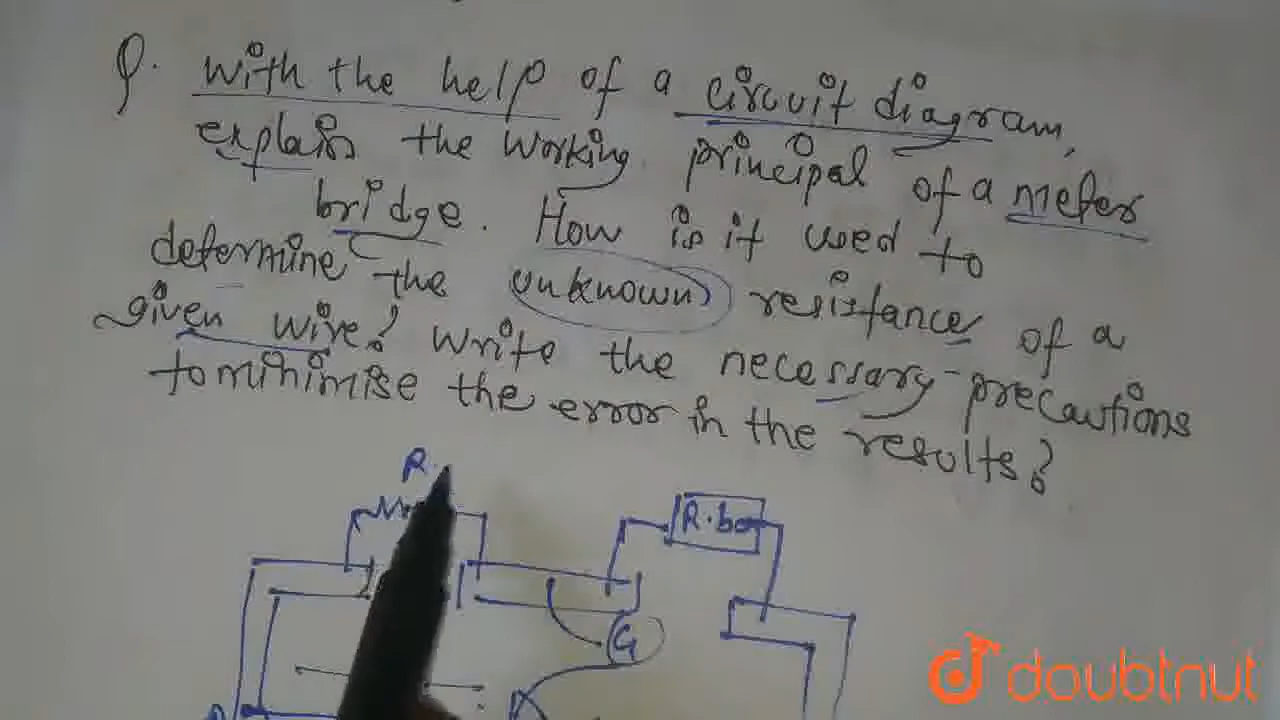 Q. With the help of a circuit diagram,
explain the working principal of a meter
bridge. How is it used to
determine the unknown resistance of a
given wire? Write the necessary precautions
to minimise the error in the results?
R
R.bo
G
doubtnut